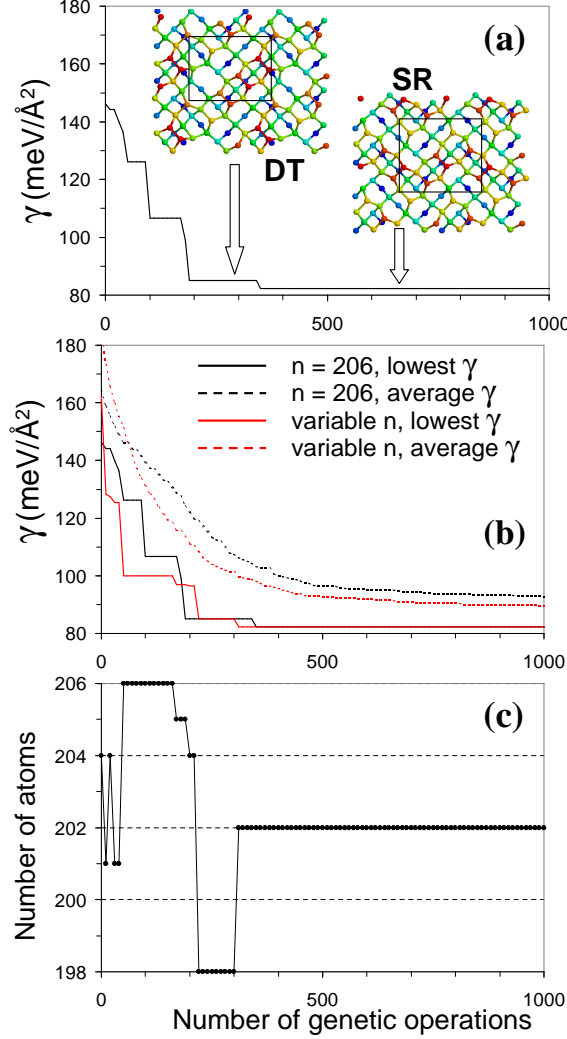 180
160
140
120
100
80
γ (meV/Å²)
(a)
DT
SR
0
500
1000
180
160
140
120
100
80
γ (meV/Å²)
n = 206, lowest γ
n = 206, average γ
variable n, lowest γ
variable n, average γ
(b)
0
500
1000
206
204
202
200
198
Number of atoms
(c)
0
500
1000
Number of genetic operations